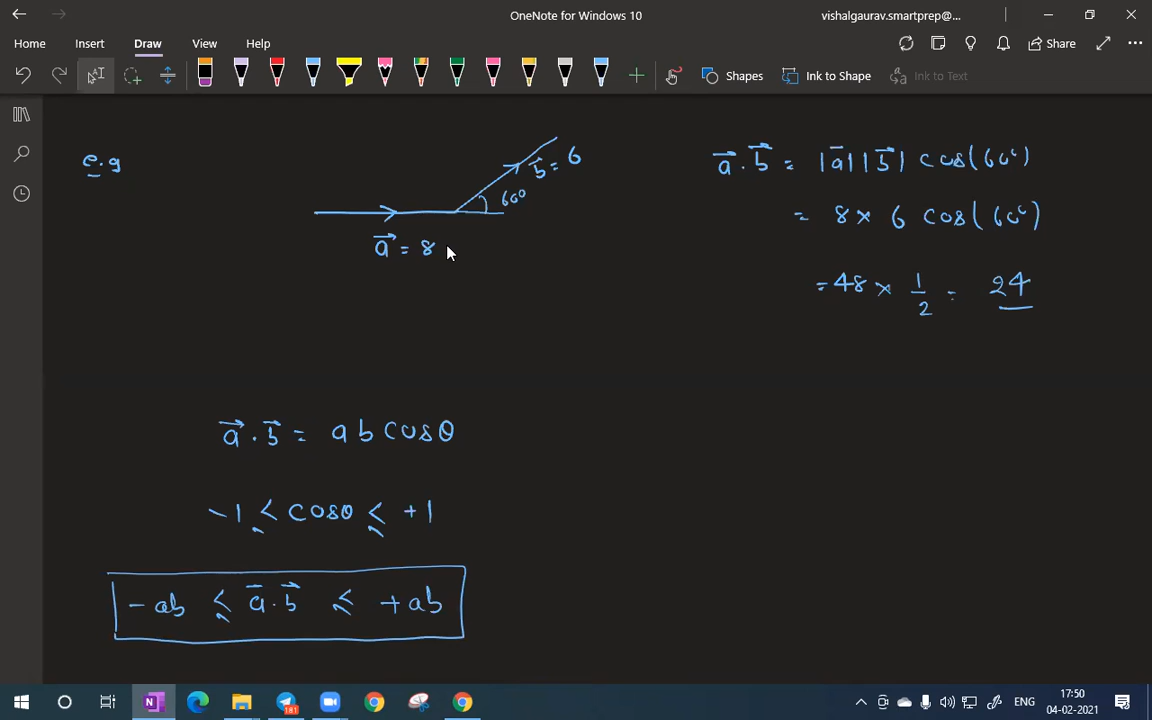 OneNote for Windows 10
vishalgaurav.smartprep@...
Home Insert Draw View Help
Share
Shapes
Ink to Shape
Ink to Text
e.g
b⃗ = 6
60°
a⃗ = 8
a⃗ . b⃗ = |a⃗| |b⃗| cos(60°)
= 8 × 6 cos(60°)
= 48 × 1/2 = 24
a⃗ . b⃗ = ab cosθ
-1 ≤ cosθ ≤ +1
-ab ≤ a⃗ . b⃗ ≤ +ab
181
ENG
17:50
04-02-2021